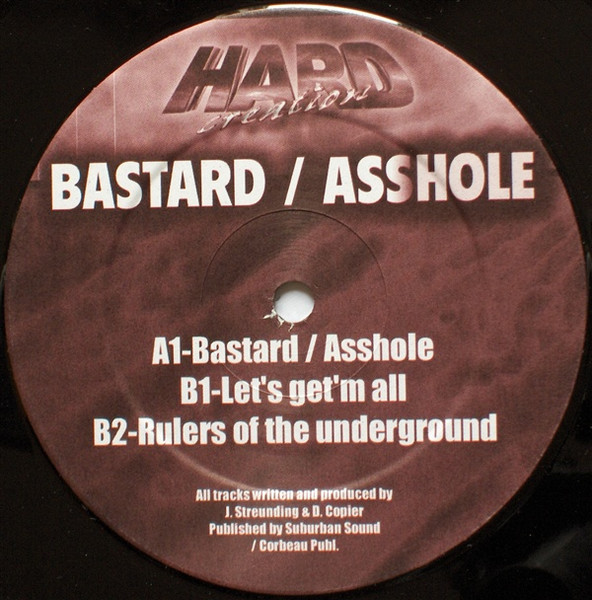 HARD
creation
BASTARD / ASSHOLE
A1-Bastard / Asshole
B1-Let's get'm all
B2-Rulers of the underground
All tracks written and produced by
J. Streunding & D. Copier
Published by Suburban Sound
/ Corbeau Publ.